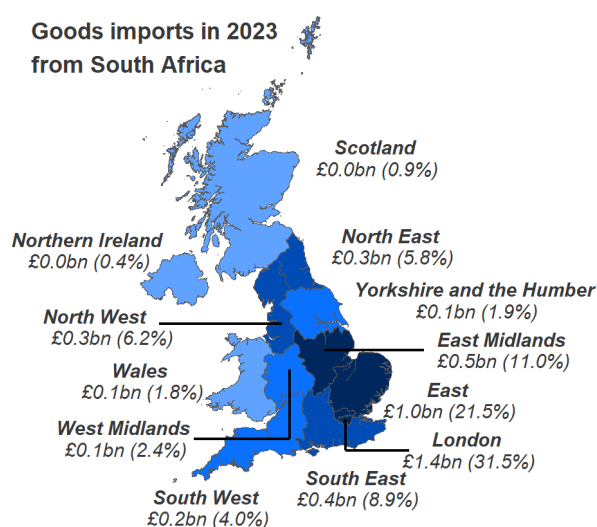 Goods imports in 2023
from South Africa
Scotland
£0.0bn (0.9%)
Northern Ireland
£0.0bn (0.4%)
North East
£0.3bn (5.8%)
Yorkshire and the Humber
£0.1bn (1.9%)
North West
£0.3bn (6.2%)
East Midlands
£0.5bn (11.0%)
Wales
£0.1bn (1.8%)
East
£1.0bn (21.5%)
West Midlands
£0.1bn (2.4%)
London
£1.4bn (31.5%)
South East
£0.4bn (8.9%)
South West
£0.2bn (4.0%)